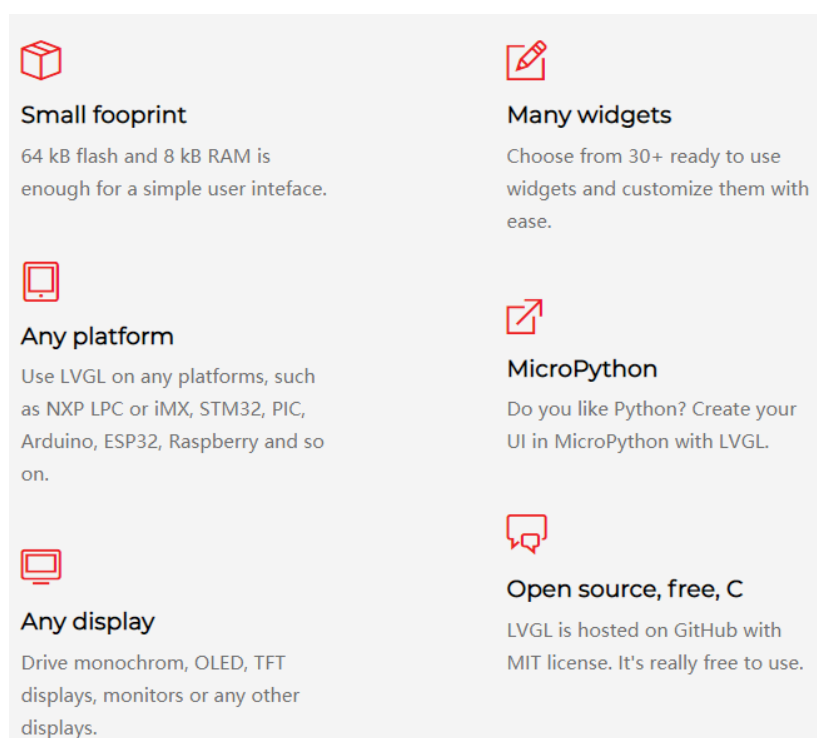 Small fooprint
64 kB flash and 8 kB RAM is
enough for a simple user inteface.
Any platform
Use LVGL on any platforms, such
as NXP LPC or iMX, STM32, PIC,
Arduino, ESP32, Raspberry and so
on.
Any display
Drive monochrom, OLED, TFT
displays, monitors or any other
displays.
Many widgets
Choose from 30+ ready to use
widgets and customize them with
ease.
MicroPython
Do you like Python? Create your
UI in MicroPython with LVGL.
Open source, free, C
LVGL is hosted on GitHub with
MIT license. It's really free to use.